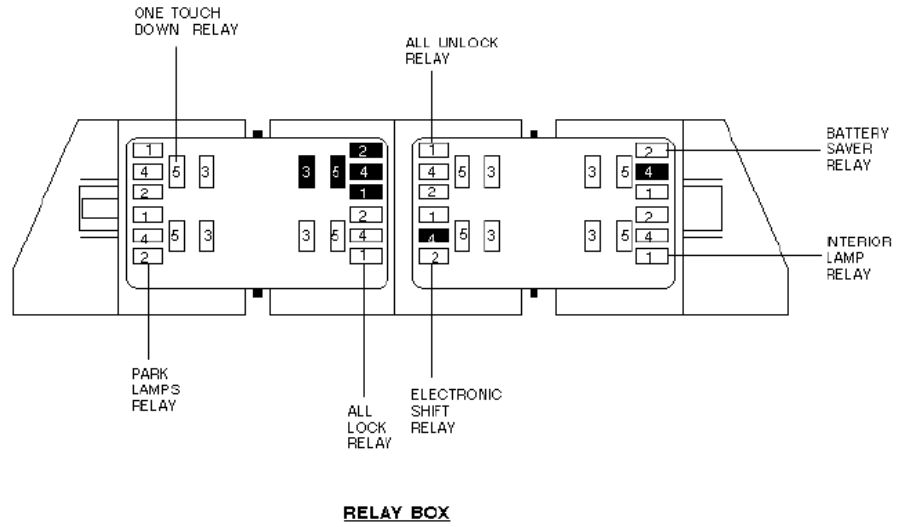 ONE TOUCH
DOWN RELAY
ALL UNLOCK
RELAY
BATTERY
SAVER
RELAY
1
4
2
1
4
2
5
3
5
3
3
5
3
5
2
4
1
2
4
1
1
4
2
1
4
2
5
3
5
3
3
5
3
5
2
4
1
2
4
1
INTERIOR
LAMP
RELAY
PARK
LAMPS
RELAY
ALL
LOCK
RELAY
ELECTRONIC
SHIFT
RELAY
RELAY BOX